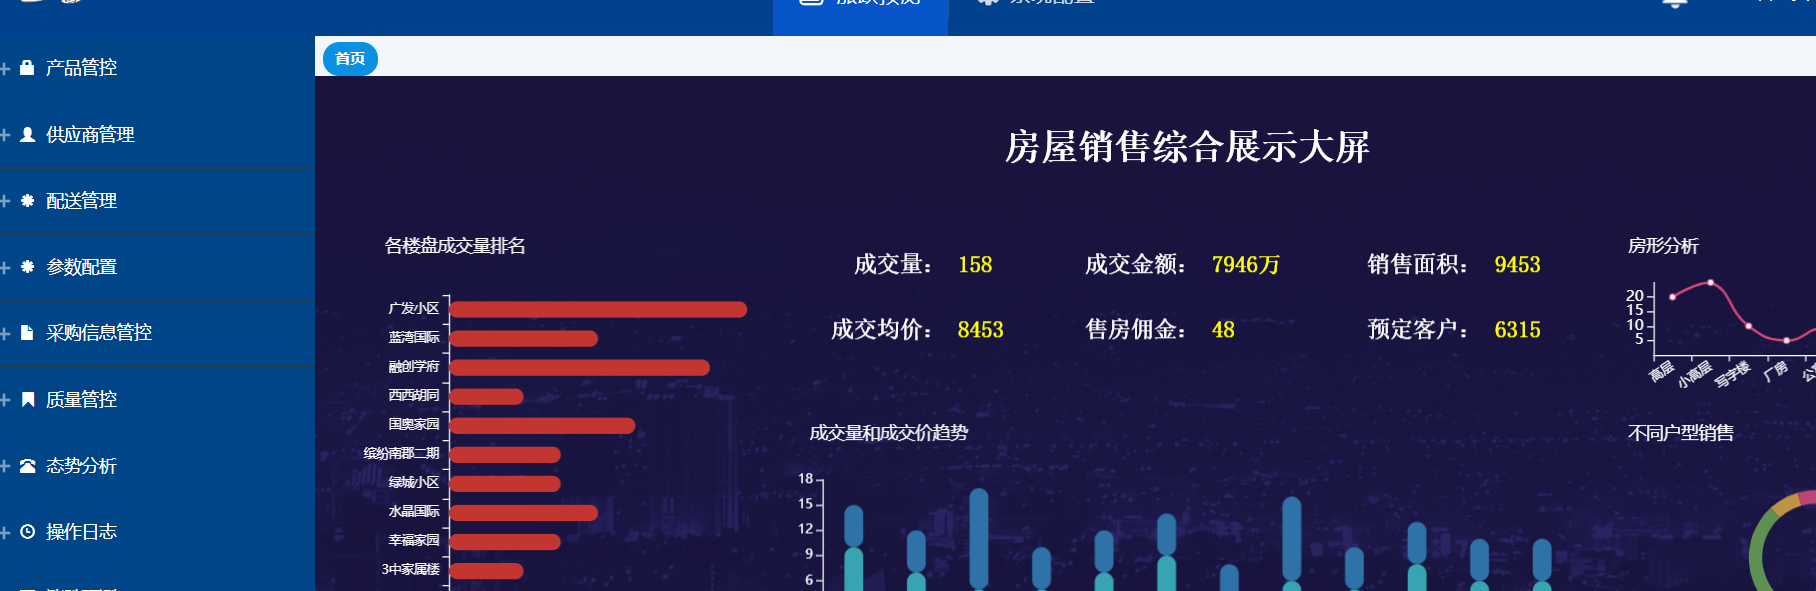 涨跌预测
系统配置
首页
产品管控
供应商管理
配送管理
参数配置
采购信息管控
质量管控
态势分析
操作日志
房屋销售综合展示大屏
各楼盘成交量排名
广发小区
蓝湾国际
融创学府
西西胡同
国奥家园
缤纷南郡二期
绿城小区
水晶国际
幸福家园
3中家属楼
成交量： 158
成交金额： 7946万
销售面积： 9453
成交均价： 8453
售房佣金： 48
预定客户： 6315
成交量和成交价趋势
18
15
12
9
6
房形分析
20
15
10
5
高层
小高层
写字楼
厂房
不同户型销售